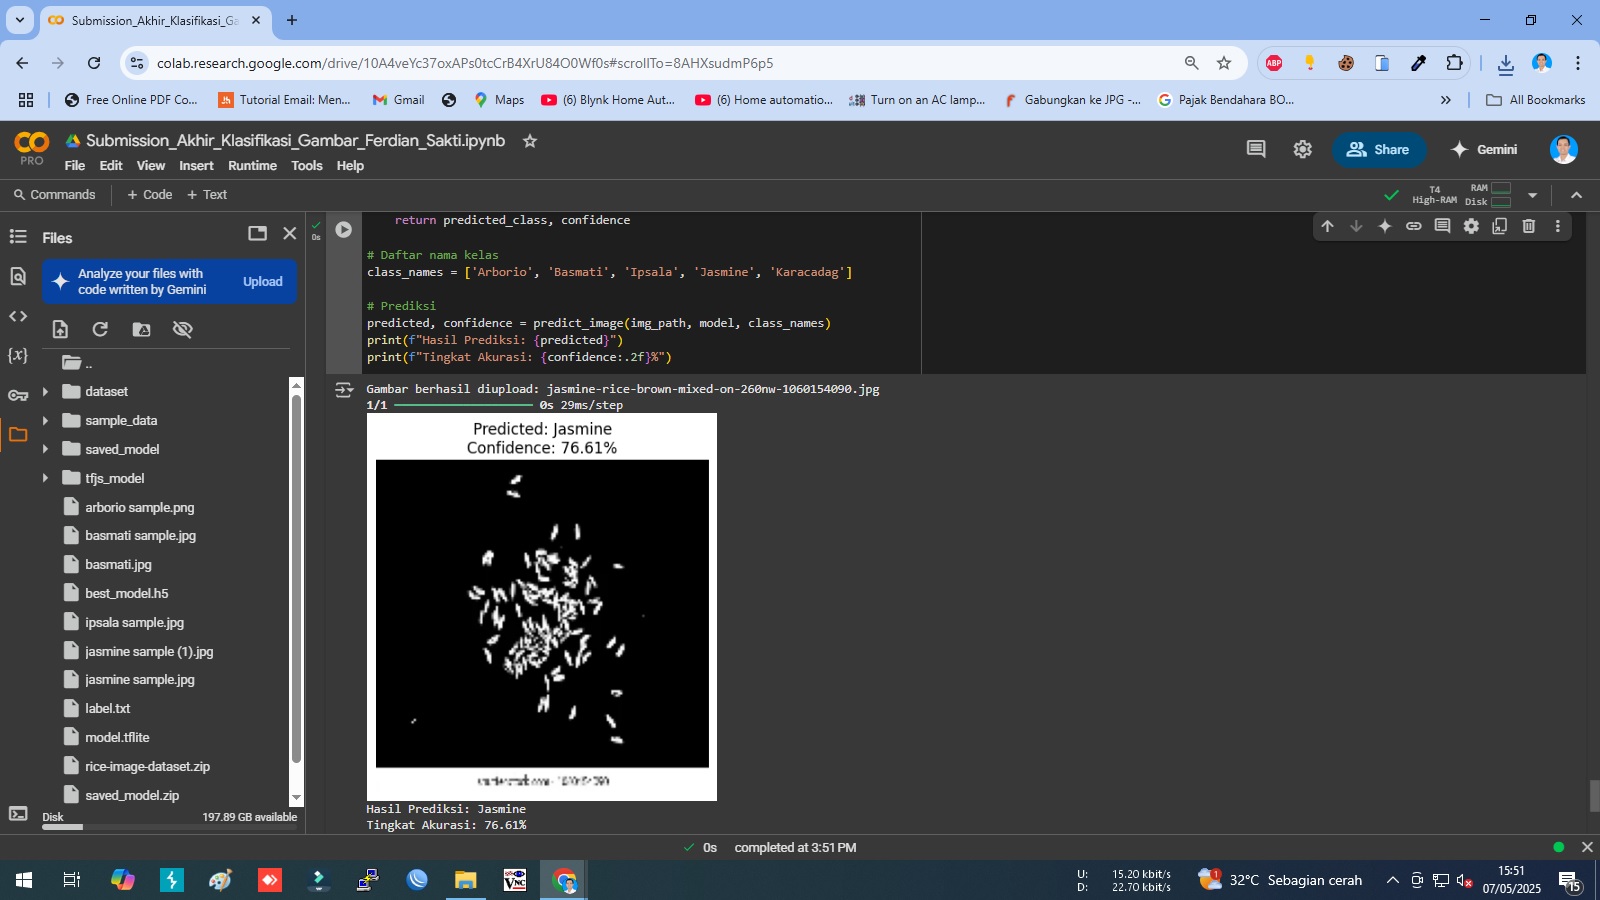 Submission_Akhir_Klasifikasi_Ga
colab.research.google.com/drive/10A4veYc37oxAPs0tcCrB4XrU84O0Wf0s#scrollTo=8AHXsudmP6p5
ABP
Free Online PDF Co...
Tutorial Email: Men...
Gmail
Maps
(6) Blynk Home Aut...
(6) Home automatio...
Turn on an AC lamp...
Gabungkan ke JPG -...
Pajak Bendahara BO...
All Bookmarks
PRO
Submission_Akhir_Klasifikasi_Gambar_Ferdian_Sakti.ipynb
File Edit View Insert Runtime Tools Help
Share
Gemini
Commands
+ Code + Text
T4
High-RAM
RAM
Disk
Files
Analyze your files with
code written by Gemini
Upload
..
dataset
sample_data
saved_model
tfjs_model
arborio sample.png
basmati sample.jpg
basmati.jpg
best_model.h5
ipsala sample.jpg
jasmine sample (1).jpg
jasmine sample.jpg
label.txt
model.tflite
rice-image-dataset.zip
saved_model.zip
Disk
197.89 GB available
0s
return predicted_class, confidence
# Daftar nama kelas
class_names = ['Arborio', 'Basmati', 'Ipsala', 'Jasmine', 'Karacadag']
# Prediksi
predicted, confidence = predict_image(img_path, model, class_names)
print(f"Hasil Prediksi: {predicted}")
print(f"Tingkat Akurasi: {confidence:.2f}%")
Gambar berhasil diupload: jasmine-rice-brown-mixed-on-260nw-1060154090.jpg
1/1 0s 29ms/step
Predicted: Jasmine
Confidence: 76.61%
Hasil Prediksi: Jasmine
Tingkat Akurasi: 76.61%
0s completed at 3:51 PM
U: 15.20 kbit/s
D: 22.70 kbit/s
1
32°C Sebagian cerah
15:51
07/05/2025
15